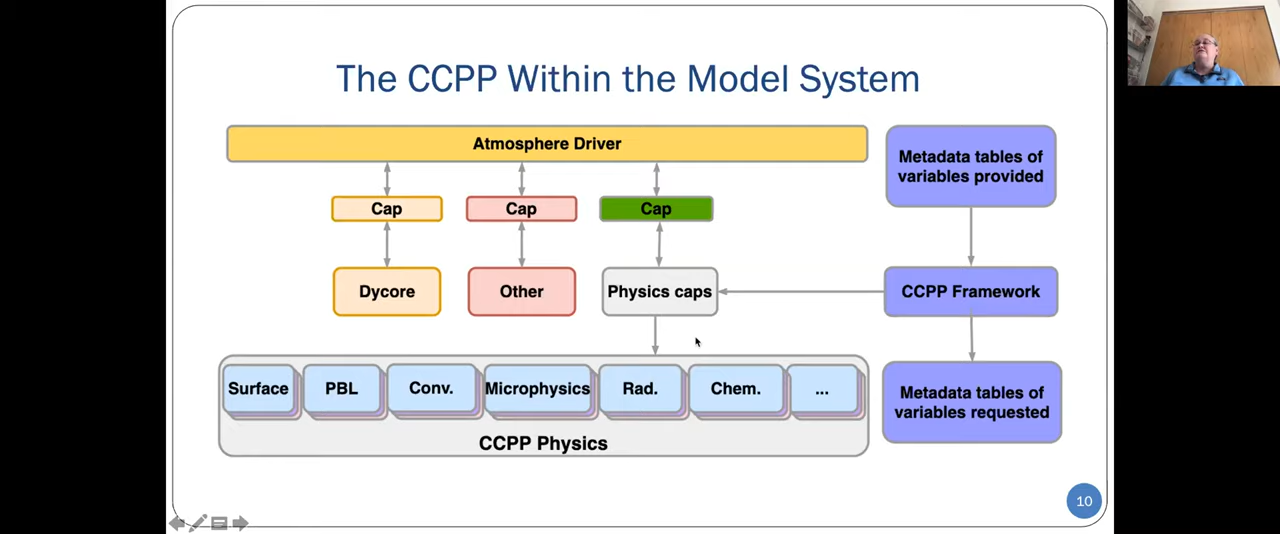 The CCPP Within the Model System
Atmosphere Driver
Metadata tables of
variables provided
Cap
Cap
Cap
Dycore
Other
Physics caps
CCPP Framework
Surface
PBL
Conv.
Microphysics
Rad.
Chem.
...
Metadata tables of
variables requested
CCPP Physics
10